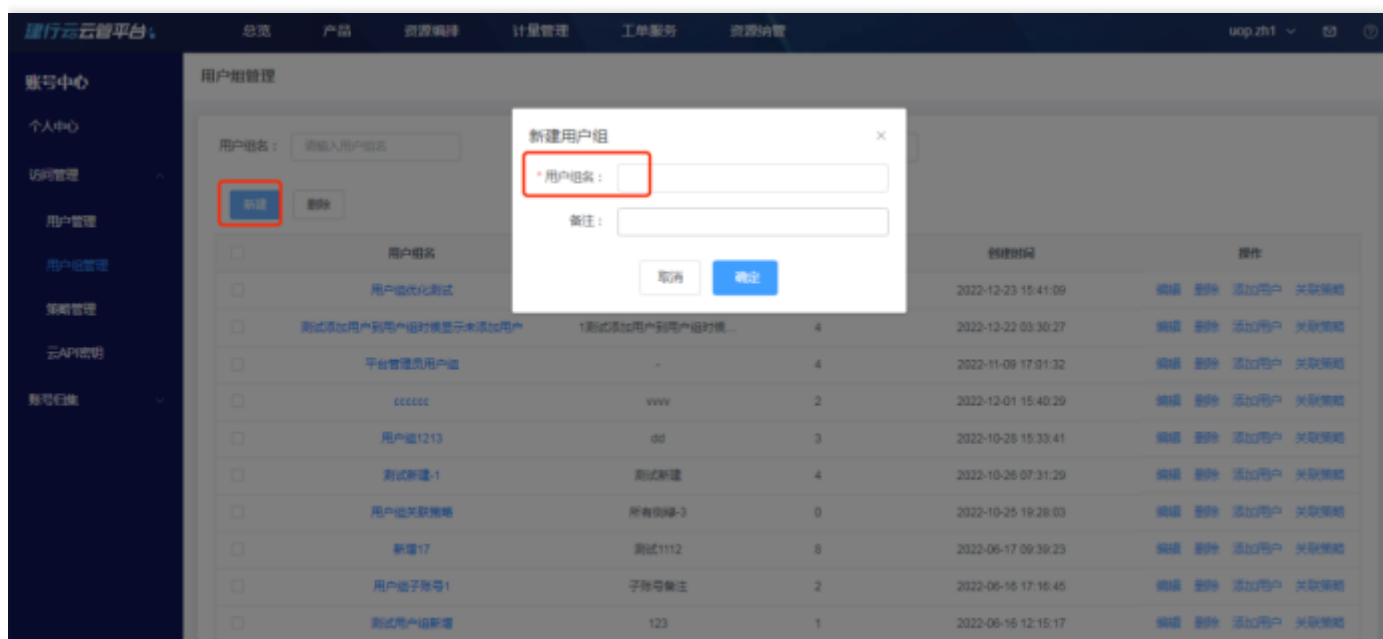 建行云云管平台
总览 产品 资源编排 计量管理 工单服务 资源纳管 uop.zh1
账号中心
用户组管理
个人中心
访问管理
用户管理
用户组管理
策略管理
云API密钥
账号归集
用户组名： 请输入用户组名
新建 删除
新建用户组 ×
* 用户组名：
备注：
取消 确定
用户组名 创建时间 操作
用户组优化测试 2022-12-23 15:41:09 编辑 删除 添加用户 关联策略
测试添加用户到用户组时候显示未添加用户 1测试添加用户到用户组时候... 4 2022-12-22 03:30:27 编辑 删除 添加用户 关联策略
平台管理员用户组 - 4 2022-11-09 17:01:32 编辑 删除 添加用户 关联策略
cccccc vvvv 2 2022-12-01 15:40:29 编辑 删除 添加用户 关联策略
用户组1213 dd 3 2022-10-28 15:33:41 编辑 删除 添加用户 关联策略
测试新建-1 测试新建 4 2022-10-26 07:31:29 编辑 删除 添加用户 关联策略
用户组关联策略 0 2022-10-25 19:28:03 编辑 删除 添加用户 关联策略
新增17 测试1112 8 2022-06-17 09:39:23 编辑 删除 添加用户 关联策略
用户组子账号1 子账号备注 2 2022-06-16 17:16:45 编辑 删除 添加用户 关联策略
测试用户组新增 123 1 2022-06-16 12:15:17 编辑 删除 添加用户 关联策略